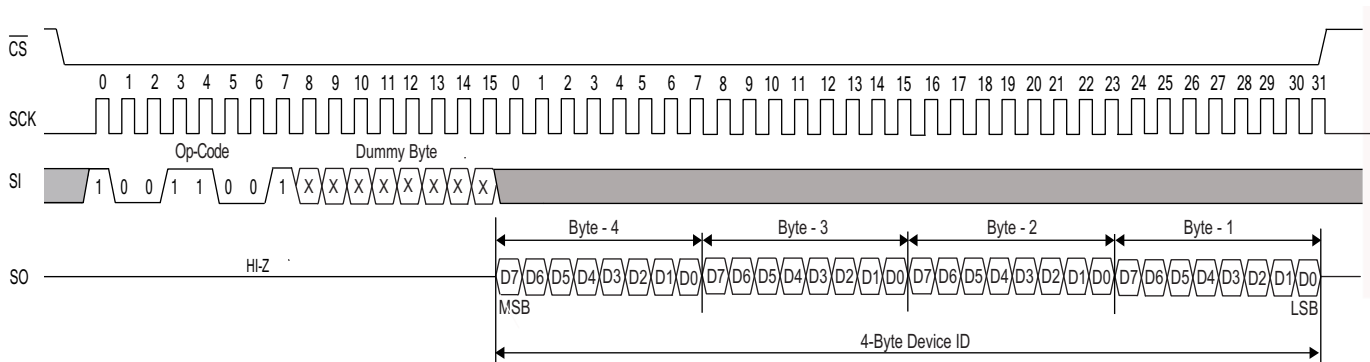 CS
0 1 2 3 4 5 6 7 8 9 10 11 12 13 14 15 0 1 2 3 4 5 6 7 8 9 10 11 12 13 14 15 16 17 18 19 20 21 22 23 24 25 26 27 28 29 30 31
SCK
Op-Code Dummy Byte
SI 1 0 0 1 1 0 0 1 X X X X X X X X
Byte - 4 Byte - 3 Byte - 2 Byte - 1
SO HI-Z D7 D6 D5 D4 D3 D2 D1 D0 D7 D6 D5 D4 D3 D2 D1 D0 D7 D6 D5 D4 D3 D2 D1 D0 D7 D6 D5 D4 D3 D2 D1 D0
MSB LSB
4-Byte Device ID